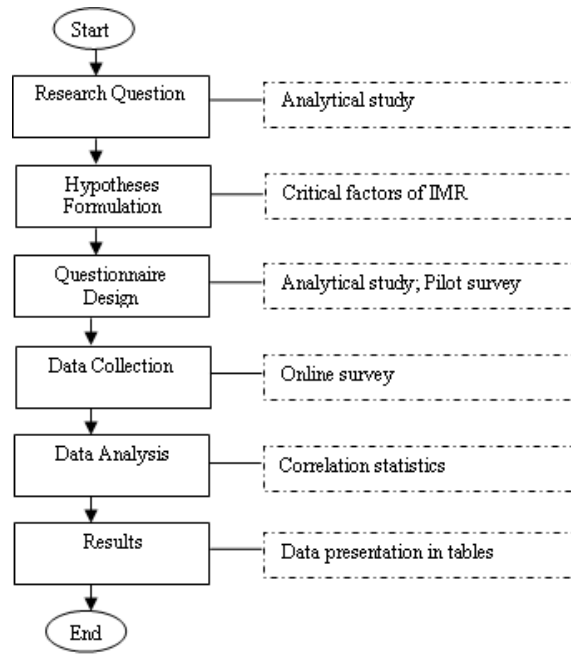 Start
Research Question
Analytical study
Hypotheses
Formulation
Critical factors of IMR
Questionnaire
Design
Analytical study; Pilot survey
Data Collection
Online survey
Data Analysis
Correlation statistics
Results
Data presentation in tables
End